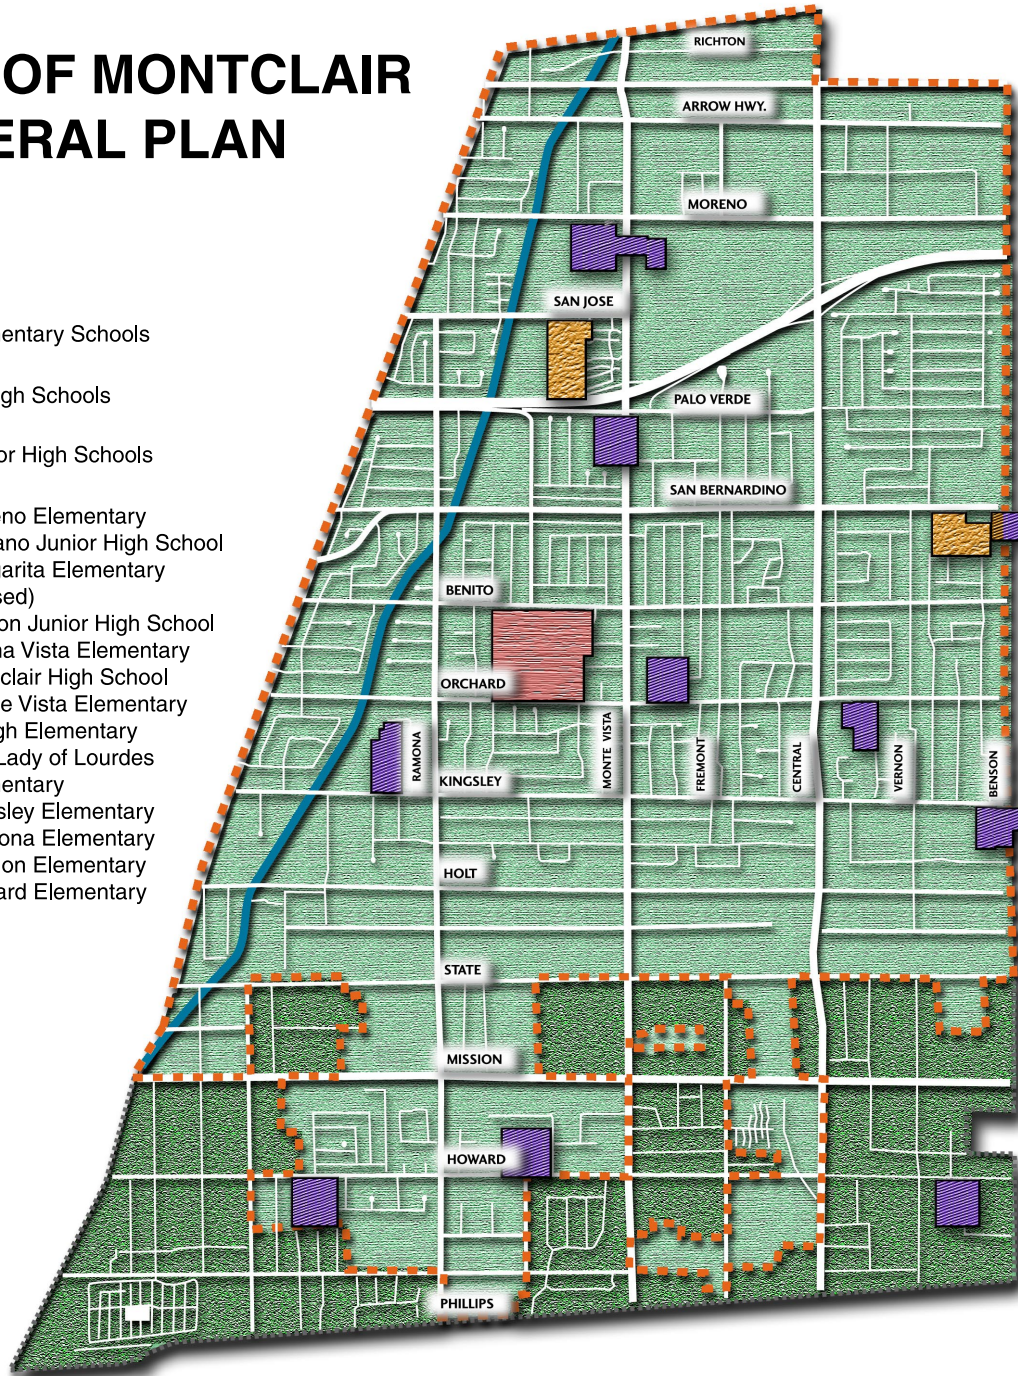 OF MONTCLAIR
ERAL PLAN
entary Schools
gh Schools
or High Schools
eno Elementary
ano Junior High School
arita Elementary
sed)
on Junior High School
na Vista Elementary
clair High School
e Vista Elementary
gh Elementary
Lady of Lourdes
entary
sley Elementary
ona Elementary
on Elementary
ard Elementary
RICHTON
ARROW HWY.
MORENO
SAN JOSE
PALO VERDE
SAN BERNARDINO
BENITO
ORCHARD
RAMONA
MONTE VISTA
FREMONT
CENTRAL
VERNON
BENSON
KINGSLEY
HOLT
STATE
MISSION
HOWARD
PHILLIPS